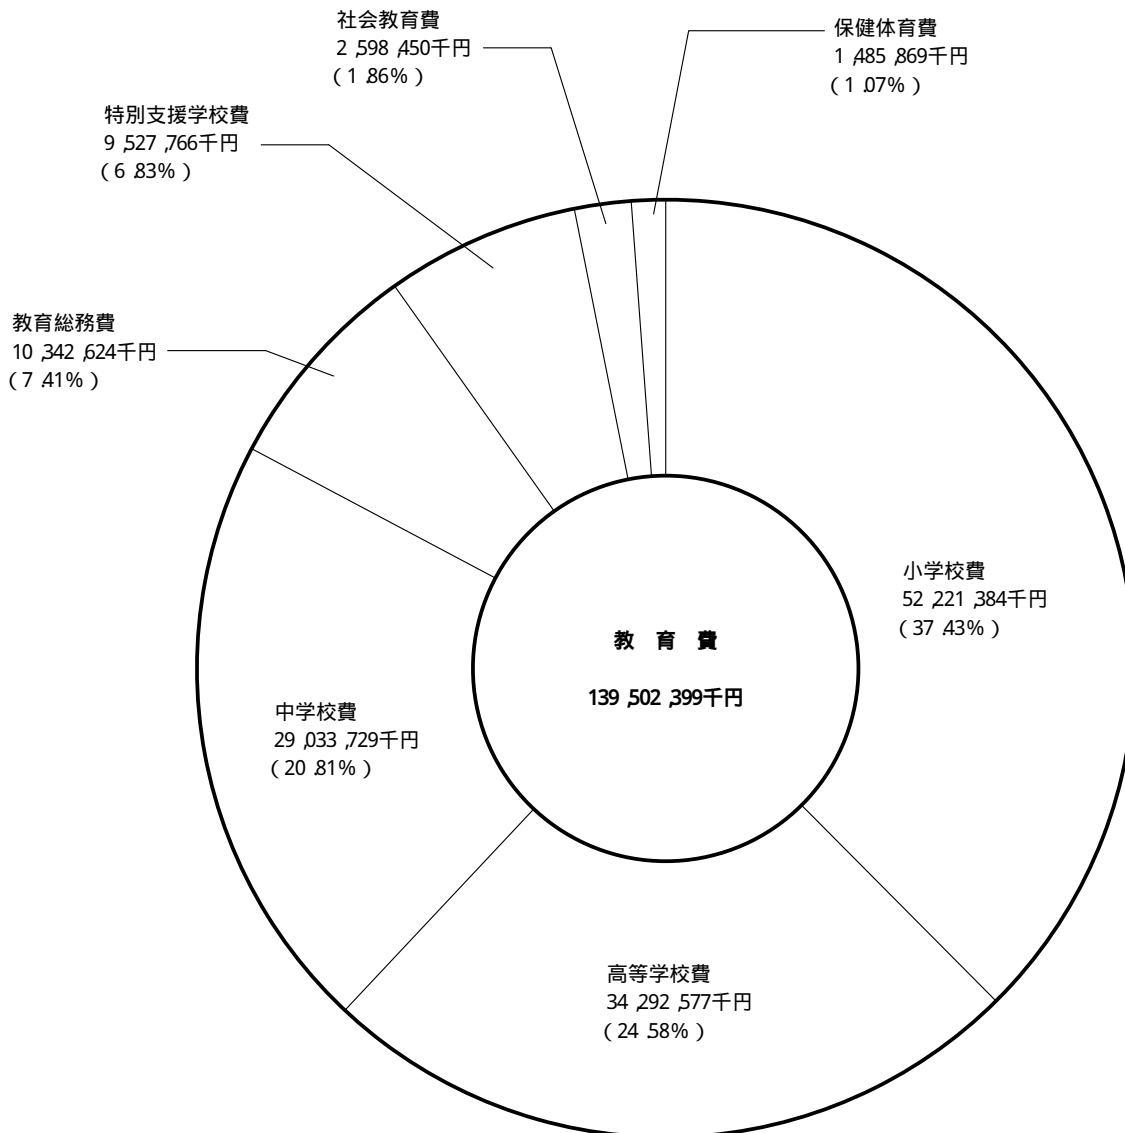 社会教育費
2,598,450千円
(1.86%)
保健体育費
1,485,869千円
(1.07%)
特別支援学校費
9,527,766千円
(6.83%)
教育総務費
10,342,624千円
(7.41%)
小学校費
52,221,384千円
(37.43%)
教 育 費
139,502,399千円
中学校費
29,033,729千円
(20.81%)
高等学校費
34,292,577千円
(24.58%)